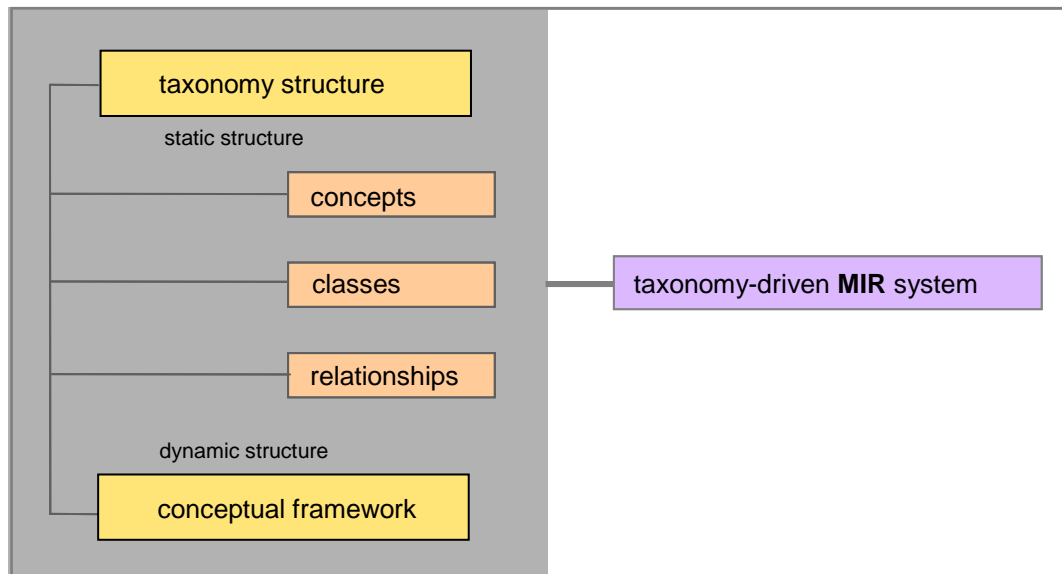 taxonomy structure
static structure
concepts
classes
taxonomy-driven MIR system
relationships
dynamic structure
conceptual framework